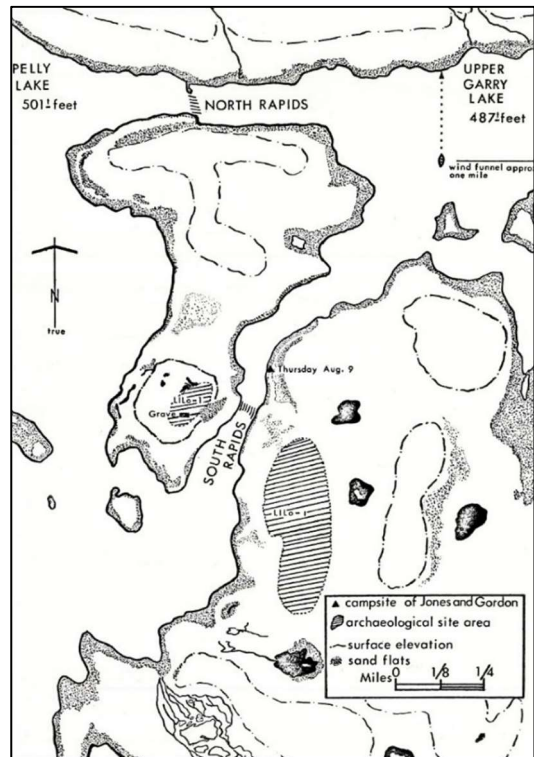 PELLY
LAKE
501± feet
NORTH RAPIDS
UPPER
GARRY
LAKE
487± feet
wind funnel approx
one mile
N
true
Thursday Aug. 9
Grave
SOUTH RAPIDS
campsite of Jones and Gordon
archaeological site area
surface elevation
sand flats
Miles 0 1/8 1/4